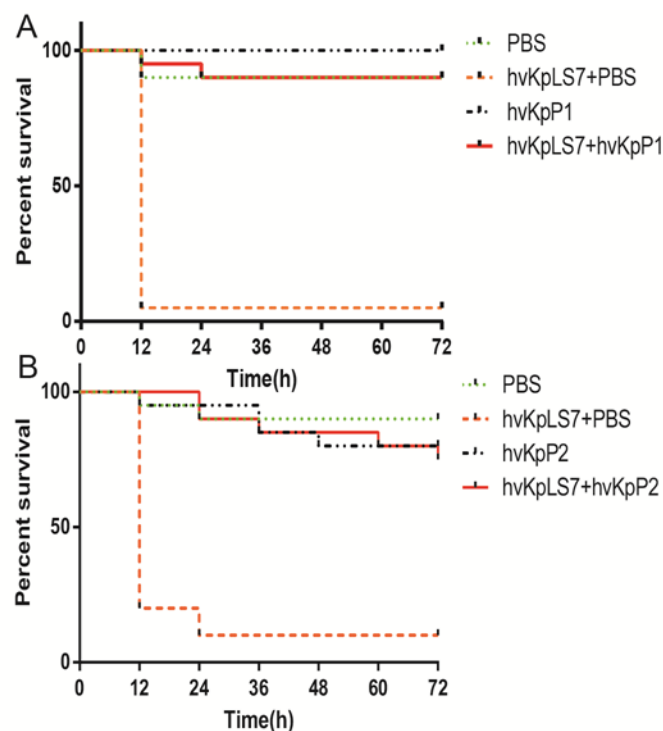 A
Percent survival
100
50
0
0 12 24 36 48 60 72
Time(h)
PBS
hvKpLS7+PBS
hvKpP1
hvKpLS7+hvKpP1
B
Percent survival
100
50
0
0 12 24 36 48 60 72
Time(h)
PBS
hvKpLS7+PBS
hvKpP2
hvKpLS7+hvKpP2